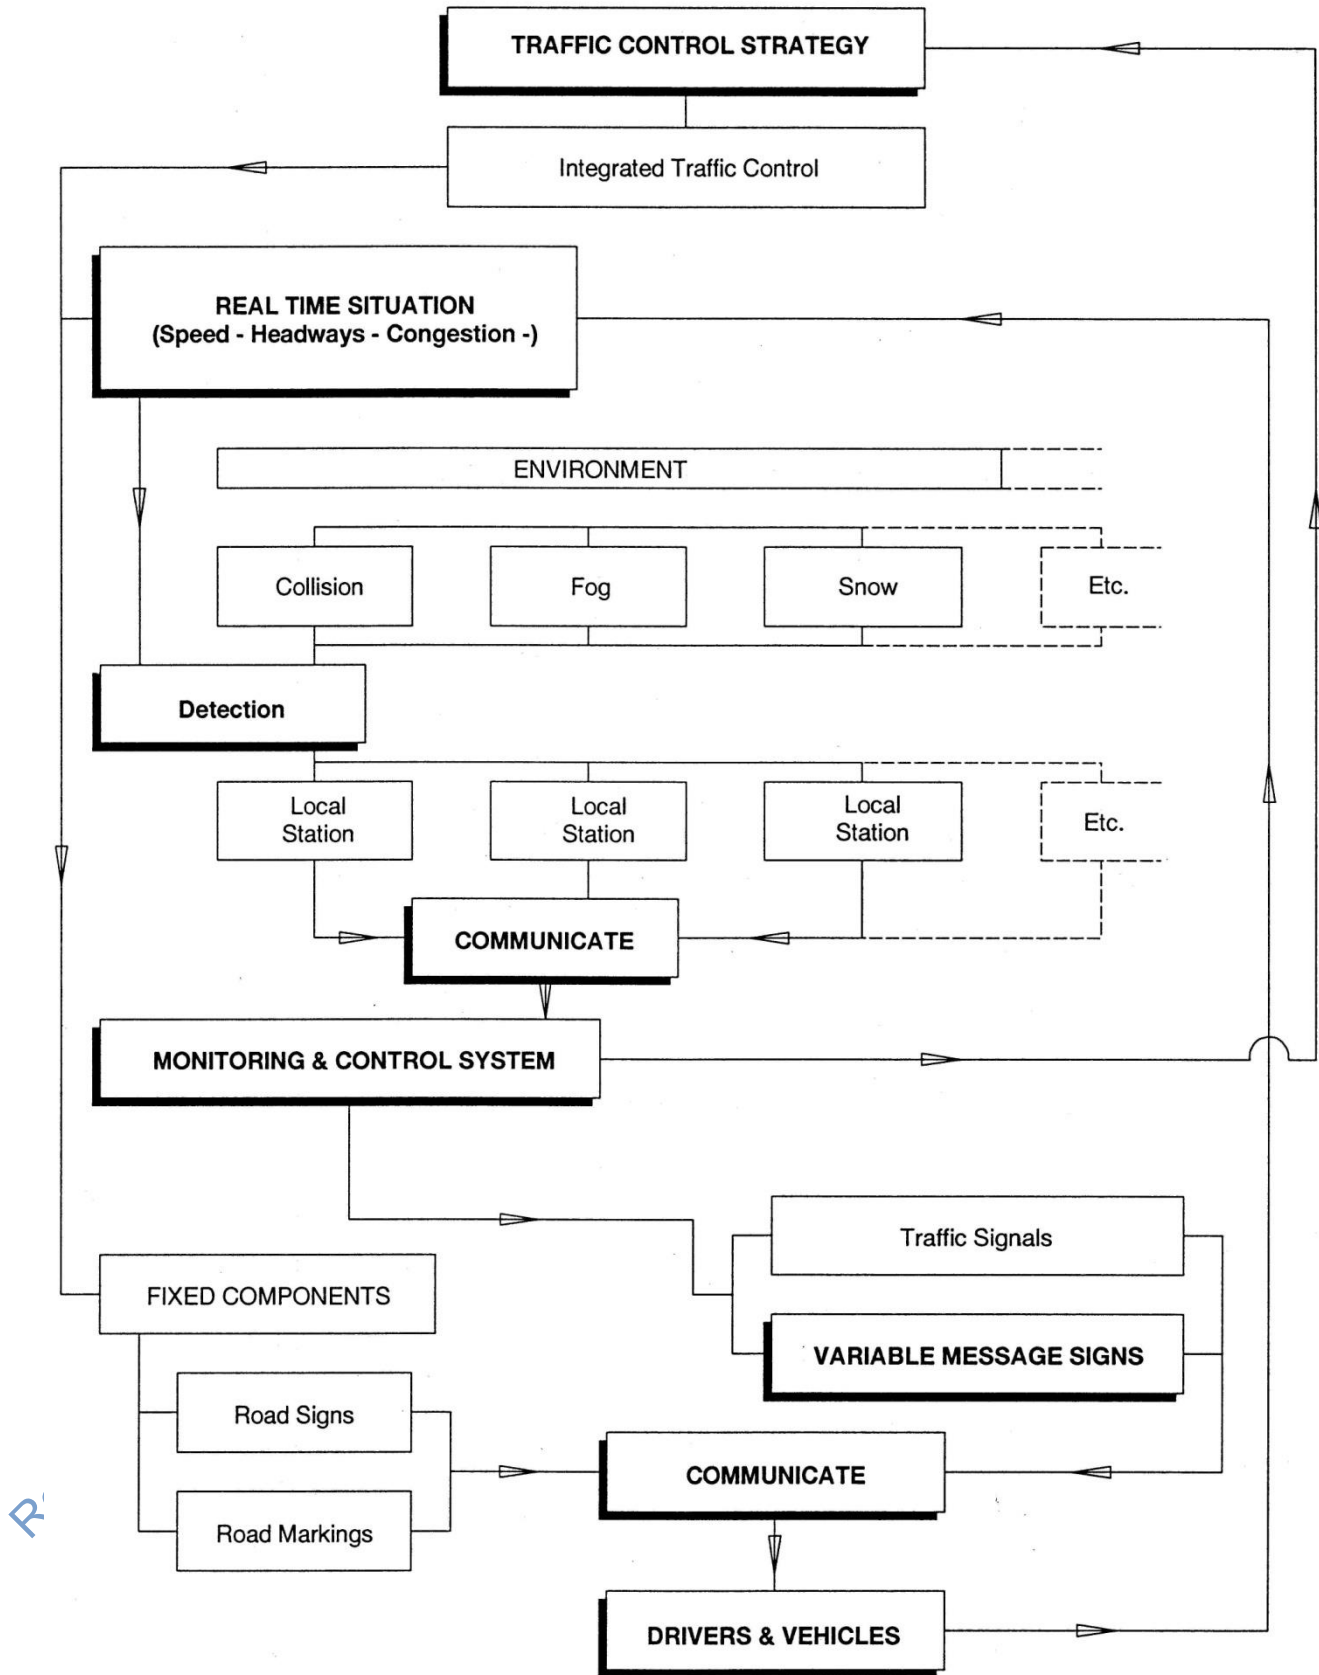 TRAFFIC CONTROL STRATEGY
Integrated Traffic Control
REAL TIME SITUATION
(Speed - Headways - Congestion -)
ENVIRONMENT
Collision
Fog
Snow
Etc.
Detection
Local
Station
Local
Station
Local
Station
Etc.
COMMUNICATE
MONITORING & CONTROL SYSTEM
Traffic Signals
FIXED COMPONENTS
VARIABLE MESSAGE SIGNS
Road Signs
COMMUNICATE
Road Markings
DRIVERS & VEHICLES